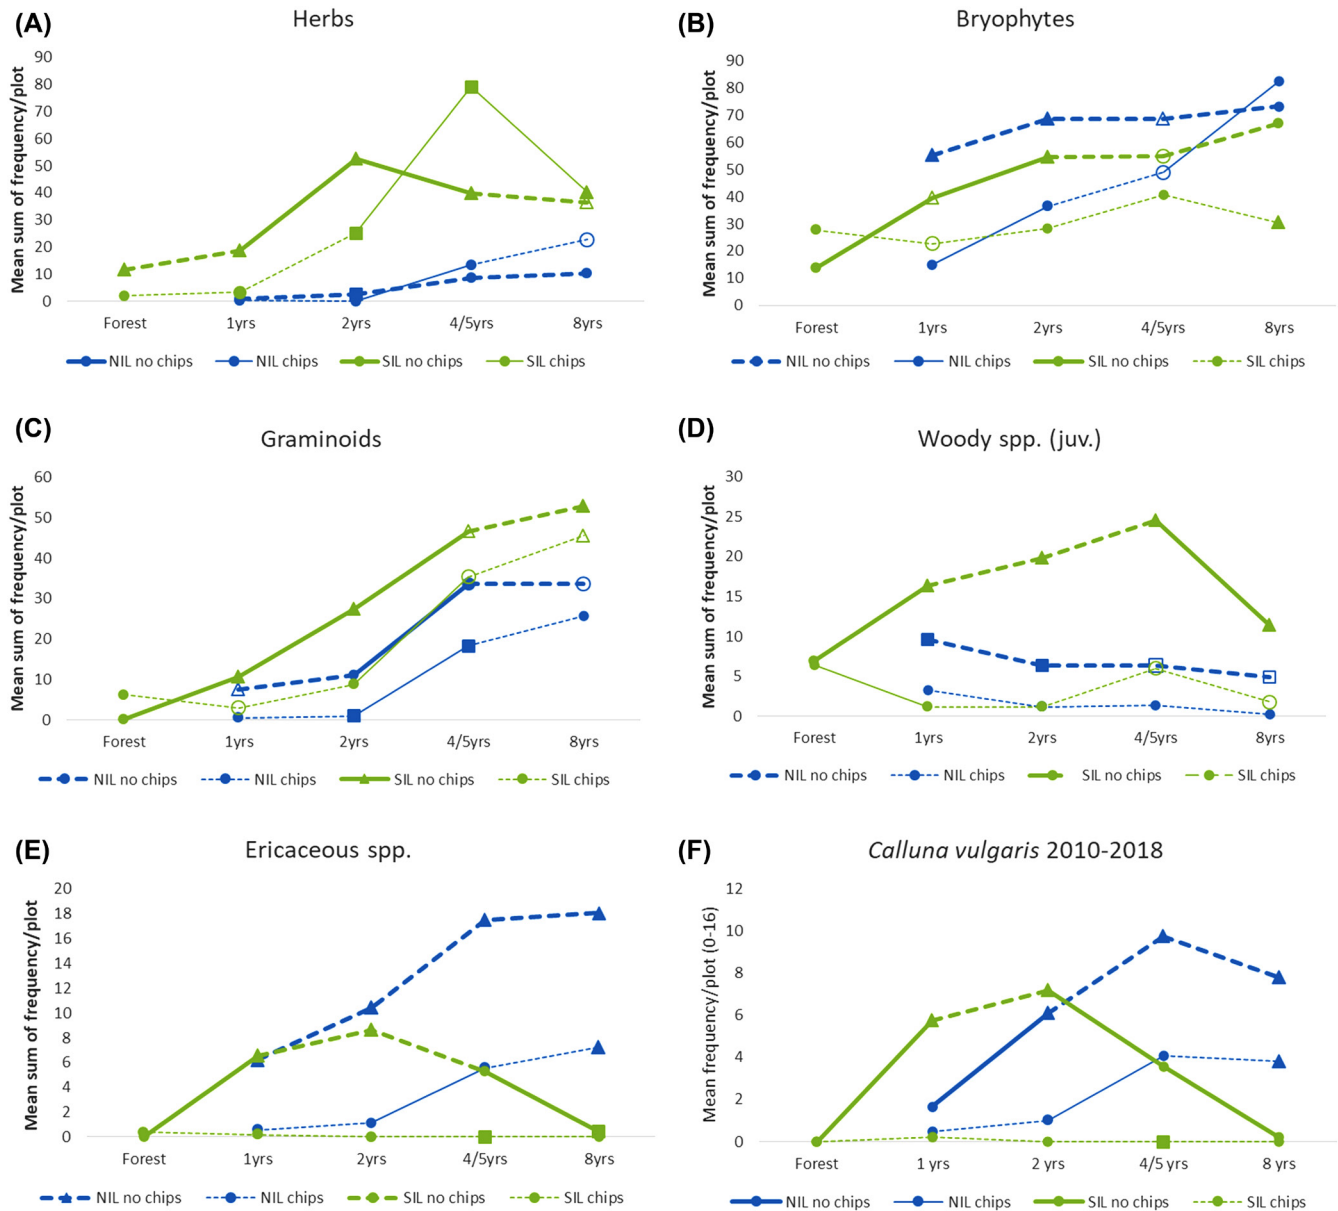 (A)
Herbs
Mean sum of frequency/plot
90
80
70
60
50
40
30
20
10
0
Forest 1yrs 2yrs 4/5yrs 8yrs
NIL no chips NIL chips SIL no chips SIL chips
(B)
Bryophytes
Mean sum of frequency/plot
90
80
70
60
50
40
30
20
10
0
Forest 1yrs 2yrs 4/5yrs 8yrs
NIL no chips NIL chips SIL no chips SIL chips
(C)
Graminoids
Mean sum of frequency/plot
60
50
40
30
20
10
0
Forest 1yrs 2yrs 4/5yrs 8yrs
NIL no chips NIL chips SIL no chips SIL chips
(D)
Woody spp. (juv.)
Mean sum of frequency/plot
30
25
20
15
10
5
0
Forest 1yrs 2yrs 4/5yrs 8yrs
NIL no chips NIL chips SIL no chips SIL chips
(E)
Ericaceous spp.
Mean sum of frequency/plot
20
18
16
14
12
10
8
6
4
2
0
Forest 1yrs 2yrs 4/5yrs 8yrs
NIL no chips NIL chips SIL no chips SIL chips
(F)
Calluna vulgaris 2010-2018
Mean frequency/plot (0-16)
12
10
8
6
4
2
0
Forest 1 yrs 2 yrs 4/5 yrs 8 yrs
NIL no chips NIL chips SIL no chips SIL chips